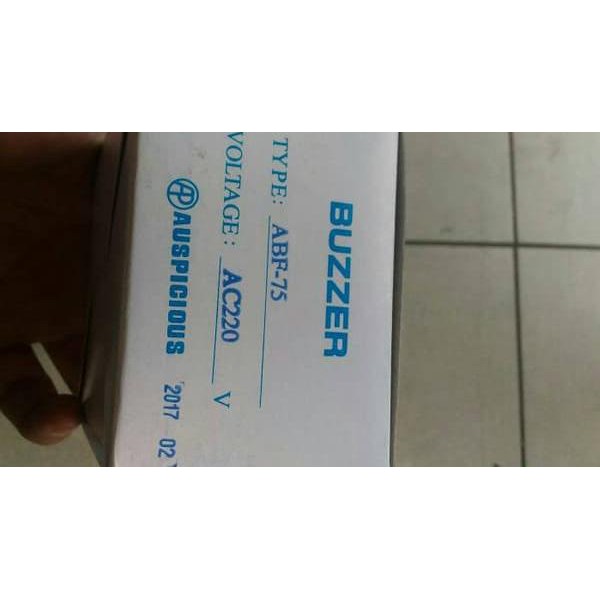 BUZZER
TYPE: ABF-75
VOLTAGE: AC220 V
AUSPICIOUS 2017 02